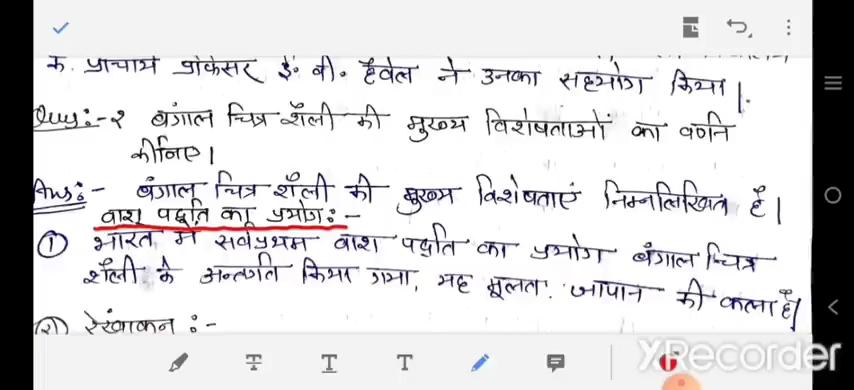 के. प्राचार्य प्रोफेसर ई. बी. हैवेल ने उनका सहयोग किया।
Ques:- २ बंगाल चित्र शैली की मुख्य विशेषताओं का वर्णन
कीजिए।
Ans:- बंगाल चित्र शैली की मुख्य विशेषताएं निम्नलिखित हैं।
वाश पद्धति का प्रयोग:-
① भारत में सर्वप्रथम वाश पद्धति का प्रयोग बंगाल चित्र
शैली के अन्तर्गत किया गया, यह मूलत. जापान की कला है।
② रेखांकन :-
T T T
XRecorder